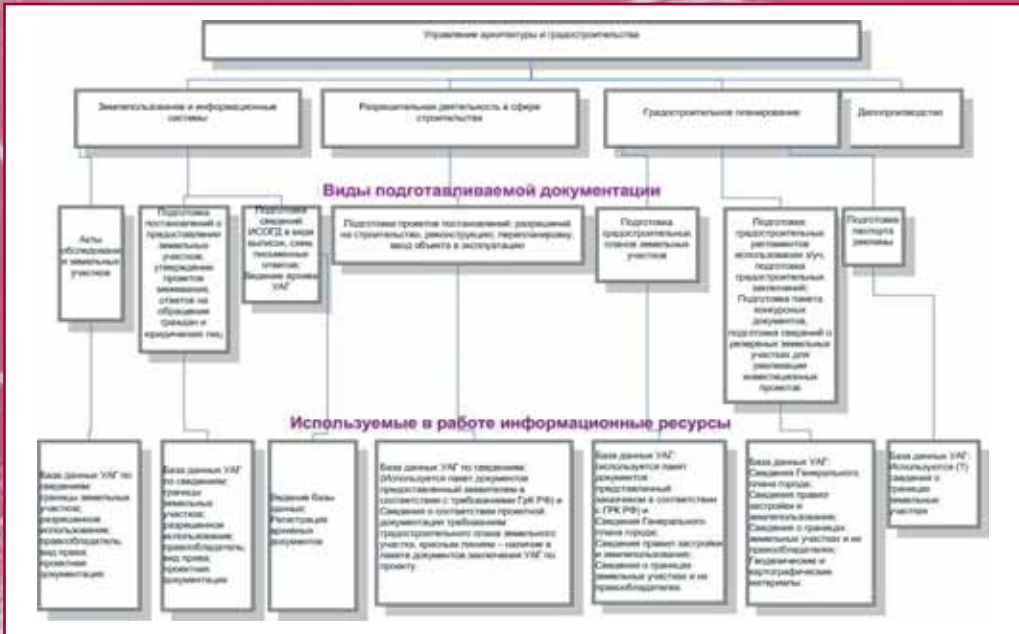 Управление архитектуры и градостроительства
Землепользование и информационные
системы
Разрешительная деятельность в сфере
строительства
Градостроительное планирование
Делопроизводство
Виды подготавливаемой документации
Акты
обследовани
я земельных
участков
Подготовка
постановлений о
предоставлении
земельных
участков;
утверждении
проектов
межевания;
ответов на
обращения
граждан и
юридических лиц
Подготовка
сведений
ИСОГД в виде
выписок, схем,
письменных
ответов;
Ведение архива
УАГ
Подготовка проектов постановлений; разрешений
на строительство, реконструкцию, перепланировку,
ввод объекта в эксплуатацию
Подготовка
градостроительных
планов земельных
участков
Подготовка
градостроительных
регламентов
использования з/уч,
подготовка
градостроительных
заключений;
Подготовка пакета
конкурсных
документов,
подготовка сведений о
резервных земельных
участках для
реализации
инвестиционных
проектов
Подготовка
паспорта
рекламы
Используемые в работе информационные ресурсы
База данных УАГ по
сведениям:
границы земельных
участков;
разрешенное
использование;
правообладатель,
вид права;
проектная
документация
База данных УАГ
по сведениям:
границы
земельных
участков;
разрешенное
использование;
правообладатель,
вид права;
проектная
документация
Ведение базы
данных;
Регистрация
архивных
документов
База данных УАГ по сведениям:
(Используется пакет документов
предоставленный заявителем в
соответствии с требованиями ГрК РФ) и
Сведения о соответствии проектной
документации требованиям
градостроительного плана земельного
участка, красным линиям – наличие в
пакете документов заключения УАГ по
проекту.
База данных УАГ:
(используется пакет
документов
представленный
заказчиком в соответствии
с ГРК РФ) и
Сведения Генерального
плана города;
Сведения правил застройки
и землепользования;
Сведения о границах
земельных участков и их
правообладателях
База данных УАГ:
Сведения Генерального
плана города;
Сведения правил
застройки и
землепользования;
Сведения о границах
земельных участков и их
правообладателях;
Геодезические и
картографические
материалы
База данных УАГ:
Используются (?)
сведения о
границах
земельных
участков